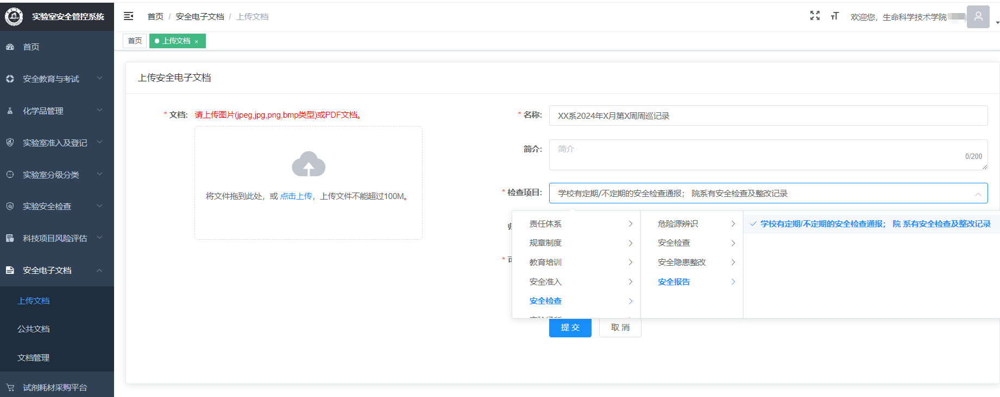 实验室安全管控系统
首页 / 安全电子文档 / 上传文档
欢迎您，生命科学技术学院
首页
上传文档 ×
首页
安全教育与考试
化学品管理
实验室准入及登记
实验室分级分类
实验安全检查
科技项目风险评估
安全电子文档
上传文档
公共文档
文档管理
试剂耗材采购平台
上传安全电子文档
* 文档: 请上传图片(jpeg,jpg,png,bmp类型)或PDF文档。
将文件拖到此处，或 点击上传，上传文件不能超过100M。
* 名称: XX系2024年X月第X周周巡记录
简介: 简介
0/200
* 检查项目: 学校有定期/不定期的安全检查通报； 院系有安全检查及整改记录
责任体系
规章制度
教育培训
安全准入
安全检查
危险源辨识
安全检查
安全隐患整改
安全报告
学校有定期/不定期的安全检查通报； 院 系有安全检查及整改记录
提 交
取 消